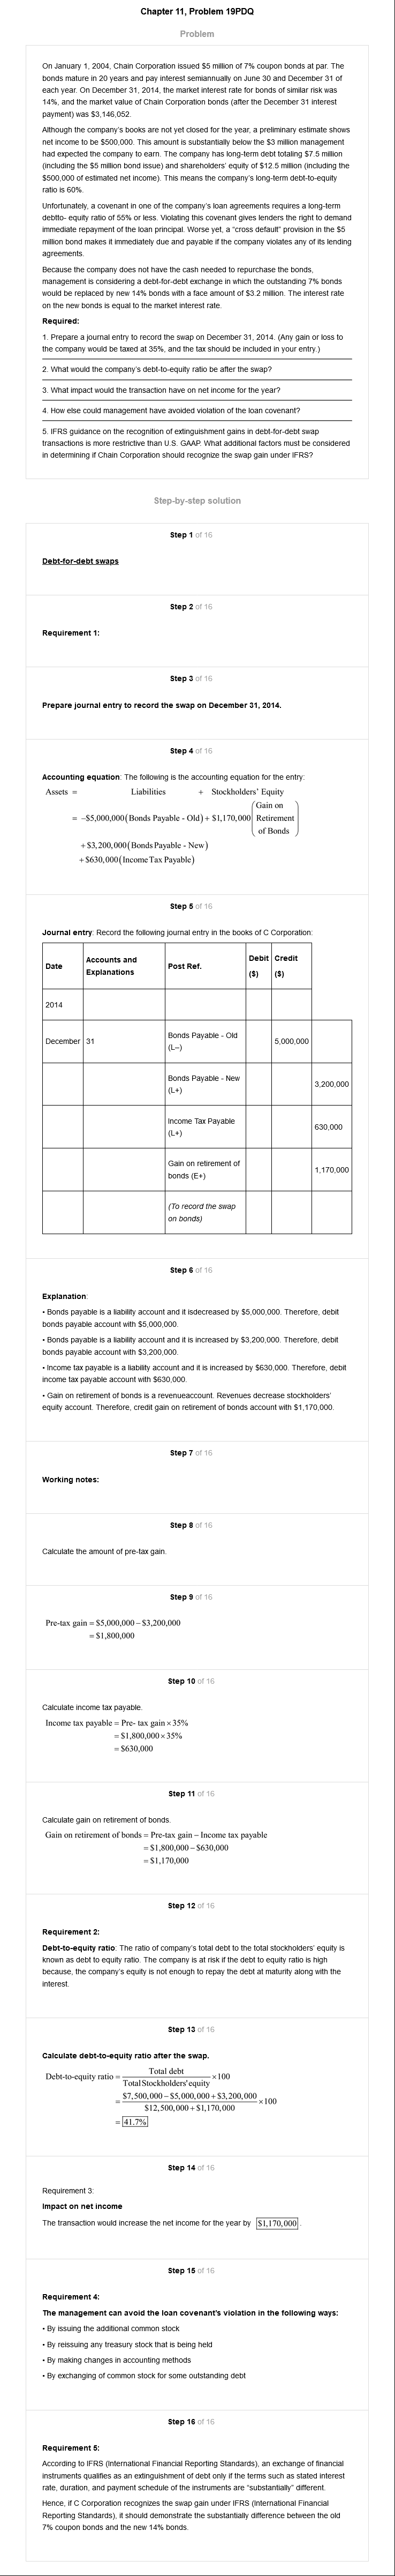 Chapter 11, Problem 19PDQ
Problem
On January 1, 2004, Chain Corporation issued $5 million of 7% coupon bonds at par. The
bonds mature in 20 years and pay interest semiannually on June 30 and December 31 of
each year. On December 31, 2014, the market interest rate for bonds of similar risk was
14%, and the market value of Chain Corporation bonds (after the December 31 interest
payment) was $3,146,052.
Although the company's books are not yet closed for the year, a preliminary estimate shows
net income to be $500,000. This amount is substantially below the $3 million management
had expected the company to earn. The company has long-term debt totaling $7.5 million
(including the $5 million bond issue) and shareholders' equity of $12.5 million (including the
$500,000 of estimated net income). This means the company's long-term debt-to-equity
ratio is 60%.
Unfortunately, a covenant in one of the company's loan agreements requires a long-term
debtto- equity ratio of 55% or less. Violating this covenant gives lenders the right to demand
immediate repayment of the loan principal. Worse yet, a "cross default" provision in the $5
million bond makes it immediately due and payable if the company violates any of its lending
agreements.
Because the company does not have the cash needed to repurchase the bonds,
management is considering a debt-for-debt exchange in which the outstanding 7% bonds
would be replaced by new 14% bonds with a face amount of $3.2 million. The interest rate
on the new bonds is equal to the market interest rate.
Required:
1. Prepare a journal entry to record the swap on December 31, 2014. (Any gain or loss to
the company would be taxed at 35%, and the tax should be included in your entry.)
2. What would the company's debt-to-equity ratio be after the swap?
3. What impact would the transaction have on net income for the year?
4. How else could management have avoided violation of the loan covenant?
5. IFRS guidance on the recognition of extinguishment gains in debt-for-debt swap
transactions is more restrictive than U.S. GAAP. What additional factors must be considered
in determining if Chain Corporation should recognize the swap gain under IFRS?
Step-by-step solution
Step 1 of 16
Debt-for-debt swaps
Step 2 of 16
Requirement 1:
Step 3 of 16
Prepare journal entry to record the swap on December 31, 2014.
Step 4 of 16
Accounting equation: The following is the accounting equation for the entry:
Assets = Liabilities + Stockholders' Equity
= −$5,000,000 (Bonds Payable - Old) + $1,170,000 (Gain on
Retirement
of Bonds)
+ $3,200,000 (Bonds Payable - New)
+ $630,000 (Income Tax Payable)
Step 5 of 16
Journal entry: Record the following journal entry in the books of C Corporation:
Date Accounts and Explanations Post Ref. Debit ($) Credit ($)
2014
December 31 Bonds Payable - Old (L–) 5,000,000
Bonds Payable - New (L+) 3,200,000
Income Tax Payable (L+) 630,000
Gain on retirement of bonds (E+) 1,170,000
(To record the swap on bonds)
Step 6 of 16
Explanation:
• Bonds payable is a liability account and it isdecreased by $5,000,000. Therefore, debit
bonds payable account with $5,000,000.
• Bonds payable is a liability account and it is increased by $3,200,000. Therefore, debit
bonds payable account with $3,200,000.
• Income tax payable is a liability account and it is increased by $630,000. Therefore, debit
income tax payable account with $630,000.
• Gain on retirement of bonds is a revenueaccount. Revenues decrease stockholders'
equity account. Therefore, credit gain on retirement of bonds account with $1,170,000.
Step 7 of 16
Working notes:
Step 8 of 16
Calculate the amount of pre-tax gain.
Step 9 of 16
Pre-tax gain = $5,000,000 − $3,200,000
= $1,800,000
Step 10 of 16
Calculate income tax payable.
Income tax payable = Pre- tax gain × 35%
= $1,800,000 × 35%
= $630,000
Step 11 of 16
Calculate gain on retirement of bonds.
Gain on retirement of bonds = Pre-tax gain − Income tax payable
= $1,800,000 − $630,000
= $1,170,000
Step 12 of 16
Requirement 2:
Debt-to-equity ratio: The ratio of company's total debt to the total stockholders' equity is
known as debt to equity ratio. The company is at risk if the debt to equity ratio is high
because, the company's equity is not enough to repay the debt at maturity along with the
interest.
Step 13 of 16
Calculate debt-to-equity ratio after the swap.
Debt-to-equity ratio = Total debt / Total Stockholders' equity × 100
= $7,500,000 − $5,000,000 + $3,200,000 / $12,500,000 + $1,170,000 × 100
= 41.7%
Step 14 of 16
Requirement 3:
Impact on net income
The transaction would increase the net income for the year by $1,170,000.
Step 15 of 16
Requirement 4:
The management can avoid the loan covenant's violation in the following ways:
• By issuing the additional common stock
• By reissuing any treasury stock that is being held
• By making changes in accounting methods
• By exchanging of common stock for some outstanding debt
Step 16 of 16
Requirement 5:
According to IFRS (International Financial Reporting Standards), an exchange of financial
instruments qualifies as an extinguishment of debt only if the terms such as stated interest
rate, duration, and payment schedule of the instruments are "substantially" different.
Hence, if C Corporation recognizes the swap gain under IFRS (International Financial
Reporting Standards), it should demonstrate the substantially difference between the old
7% coupon bonds and the new 14% bonds.